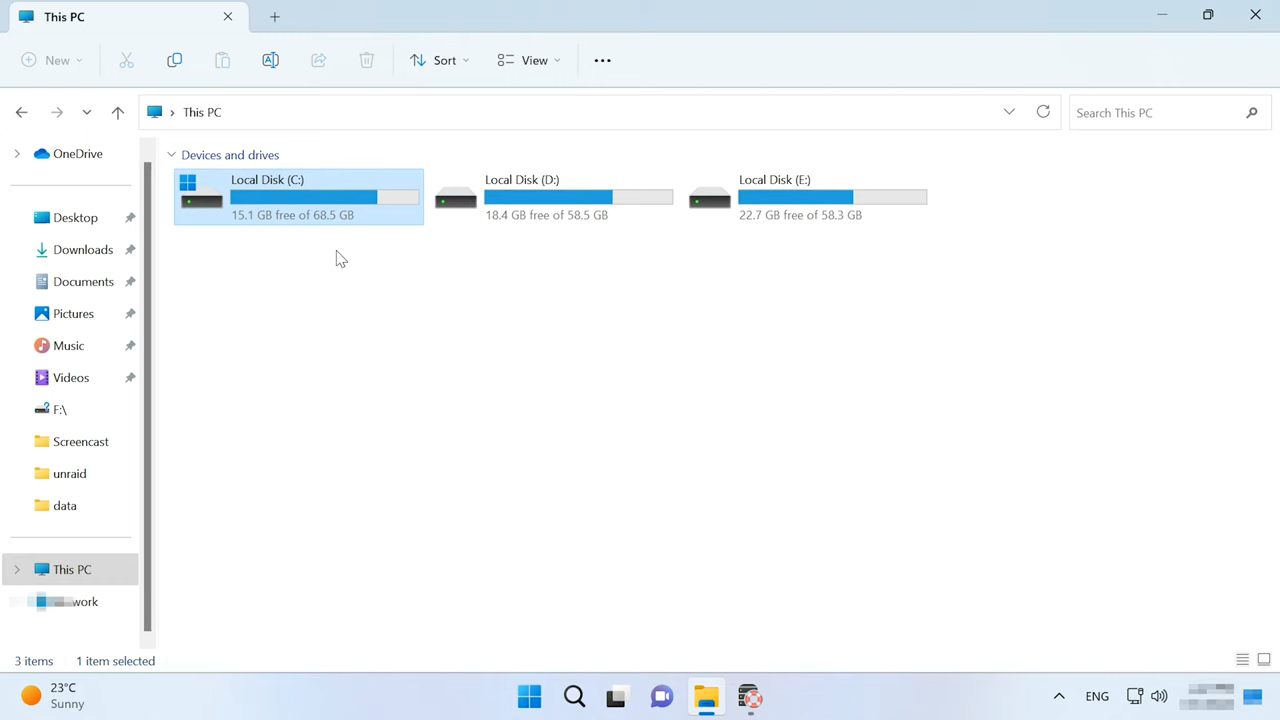 This PC
New
Sort
View
This PC
Search This PC
OneDrive
Desktop
Downloads
Documents
Pictures
Music
Videos
F:\
Screencast
unraid
data
This PC
work
Devices and drives
Local Disk (C:)
15.1 GB free of 68.5 GB
Local Disk (D:)
18.4 GB free of 58.5 GB
Local Disk (E:)
22.7 GB free of 58.3 GB
3 items
1 item selected
23°C
Sunny
ENG